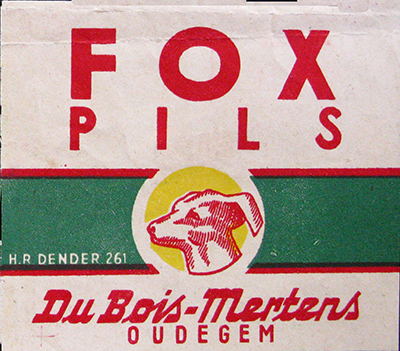 FOX
PILS
H.R DENDER 261
Du Bois-Mertens
OUDEGEM